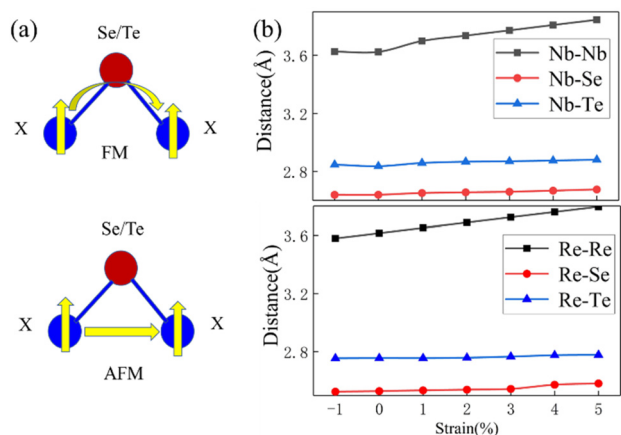 (a)
Se/Te
X
X
FM
Se/Te
X
X
AFM
(b)
Distance(Å)
3.6
3.2
2.8
Nb-Nb
Nb-Se
Nb-Te
Distance(Å)
3.6
3.2
2.8
Re-Re
Re-Se
Re-Te
-1 0 1 2 3 4 5
Strain(%)